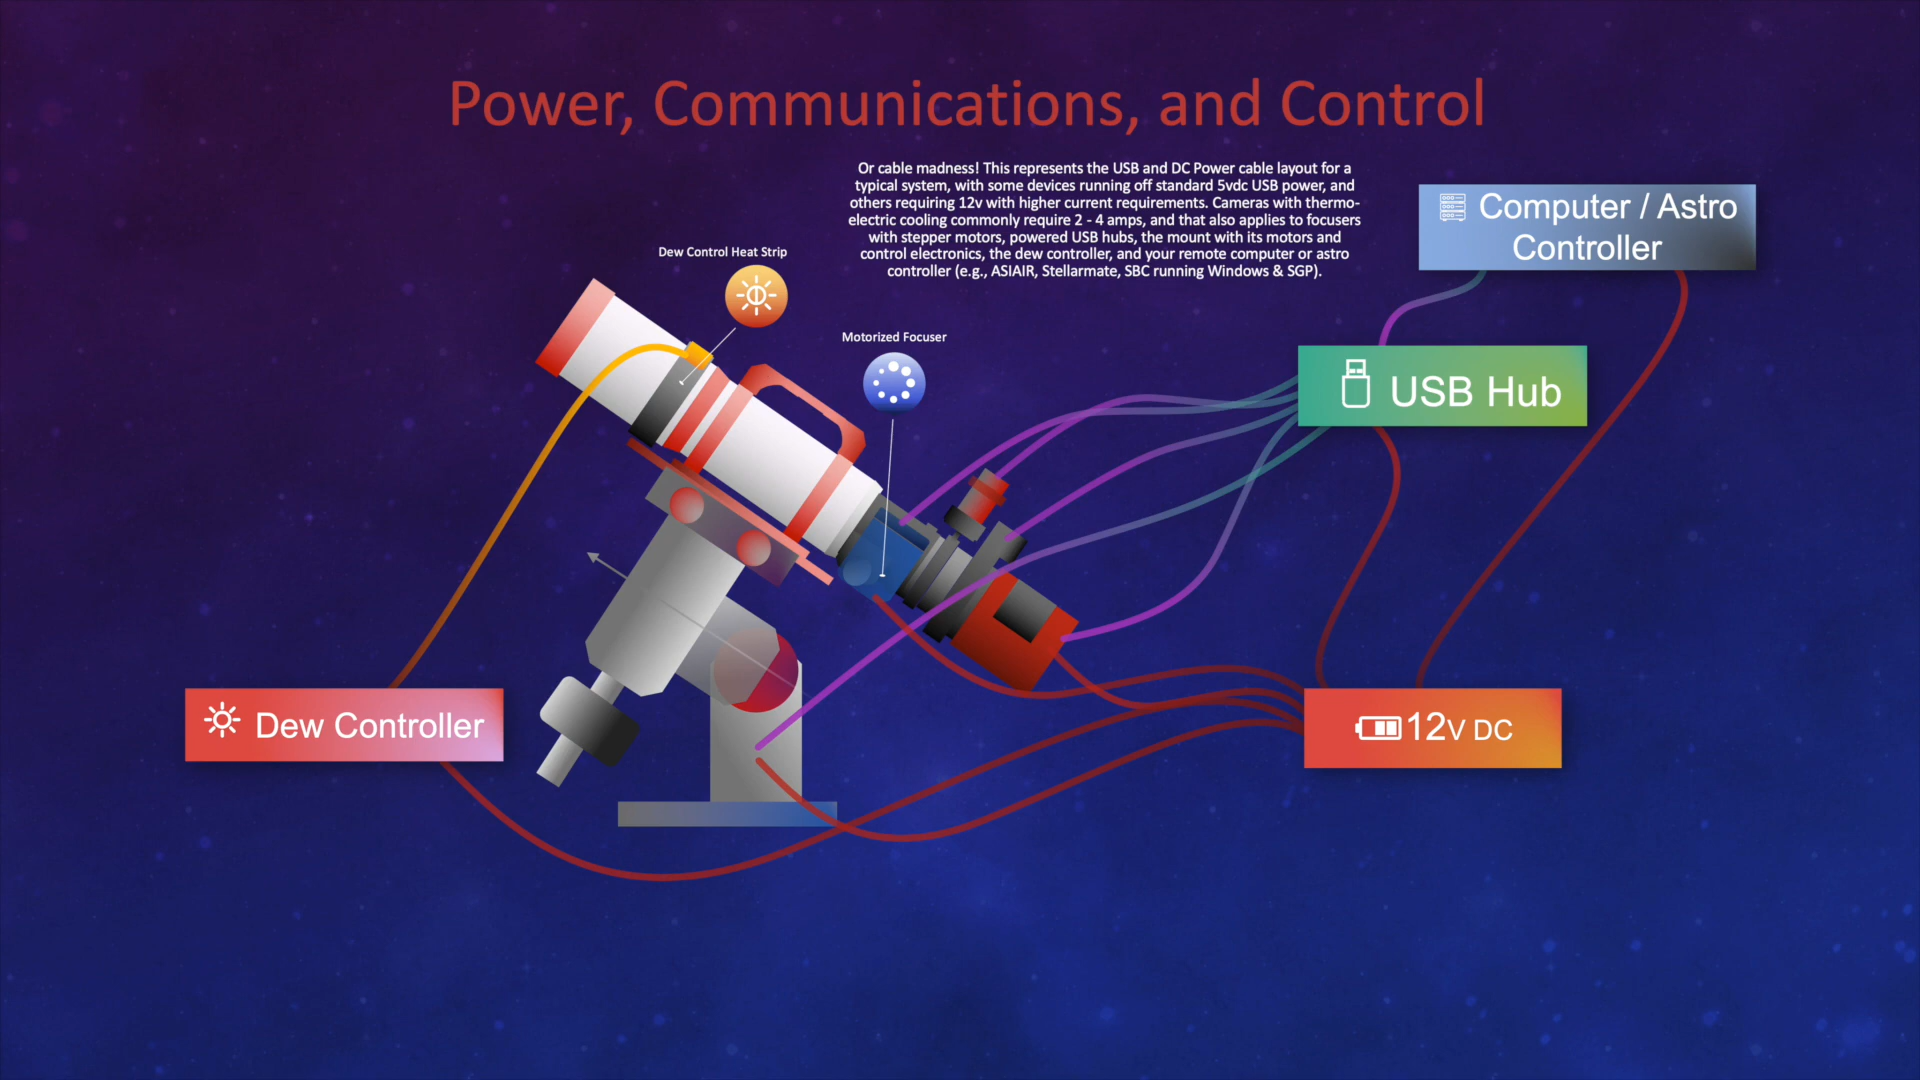 Power, Communications, and Control
Or cable madness! This represents the USB and DC Power cable layout for a
typical system, with some devices running off standard 5vdc USB power, and
others requiring 12v with higher current requirements. Cameras with thermo-
electric cooling commonly require 2 - 4 amps, and that also applies to focusers
with stepper motors, powered USB hubs, the mount with its motors and
control electronics, the dew controller, and your remote computer or astro
controller (e.g., ASIAIR, Stellarmate, SBC running Windows & SGP).
Computer / Astro
Controller
Dew Control Heat Strip
Motorized Focuser
USB Hub
Dew Controller
12V DC